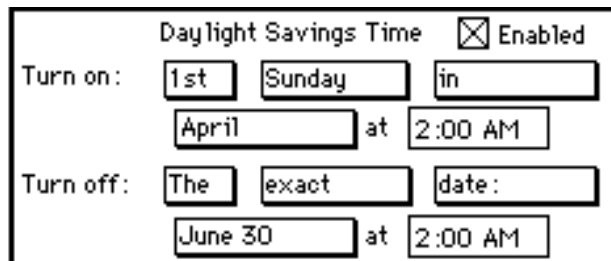 Daylight Savings Time Enabled
Turn on: 1st Sunday in
April at 2:00 AM
Turn off: The exact date:
June 30 at 2:00 AM